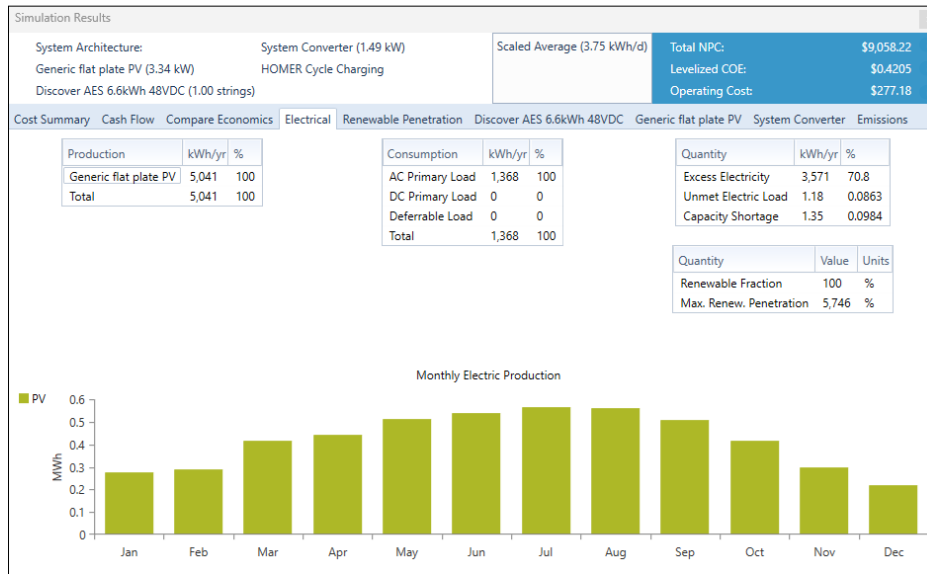 Simulation Results
System Architecture:
Generic flat plate PV (3.34 kW)
Discover AES 6.6kWh 48VDC (1.00 strings)
System Converter (1.49 kW)
HOMER Cycle Charging
Scaled Average (3.75 kWh/d)
Total NPC: $9,058.22
Levelized COE: $0.4205
Operating Cost: $277.18
Cost Summary Cash Flow Compare Economics Electrical Renewable Penetration Discover AES 6.6kWh 48VDC Generic flat plate PV System Converter Emissions
Production kWh/yr %
Generic flat plate PV 5,041 100
Total 5,041 100
Consumption kWh/yr %
AC Primary Load 1,368 100
DC Primary Load 0 0
Deferrable Load 0 0
Total 1,368 100
Quantity kWh/yr %
Excess Electricity 3,571 70.8
Unmet Electric Load 1.18 0.0863
Capacity Shortage 1.35 0.0984
Quantity Value Units
Renewable Fraction 100 %
Max. Renew. Penetration 5,746 %
Monthly Electric Production
PV
MWh
0.6
0.5
0.4
0.3
0.2
0.1
0
Jan Feb Mar Apr May Jun Jul Aug Sep Oct Nov Dec